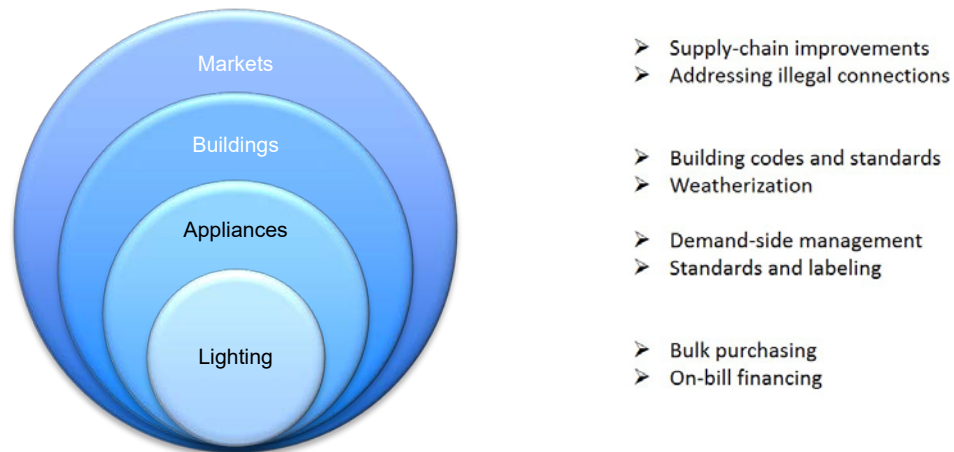 Markets
➢ Supply-chain improvements
➢ Addressing illegal connections
Buildings
➢ Building codes and standards
➢ Weatherization
Appliances
➢ Demand-side management
➢ Standards and labeling
Lighting
➢ Bulk purchasing
➢ On-bill financing